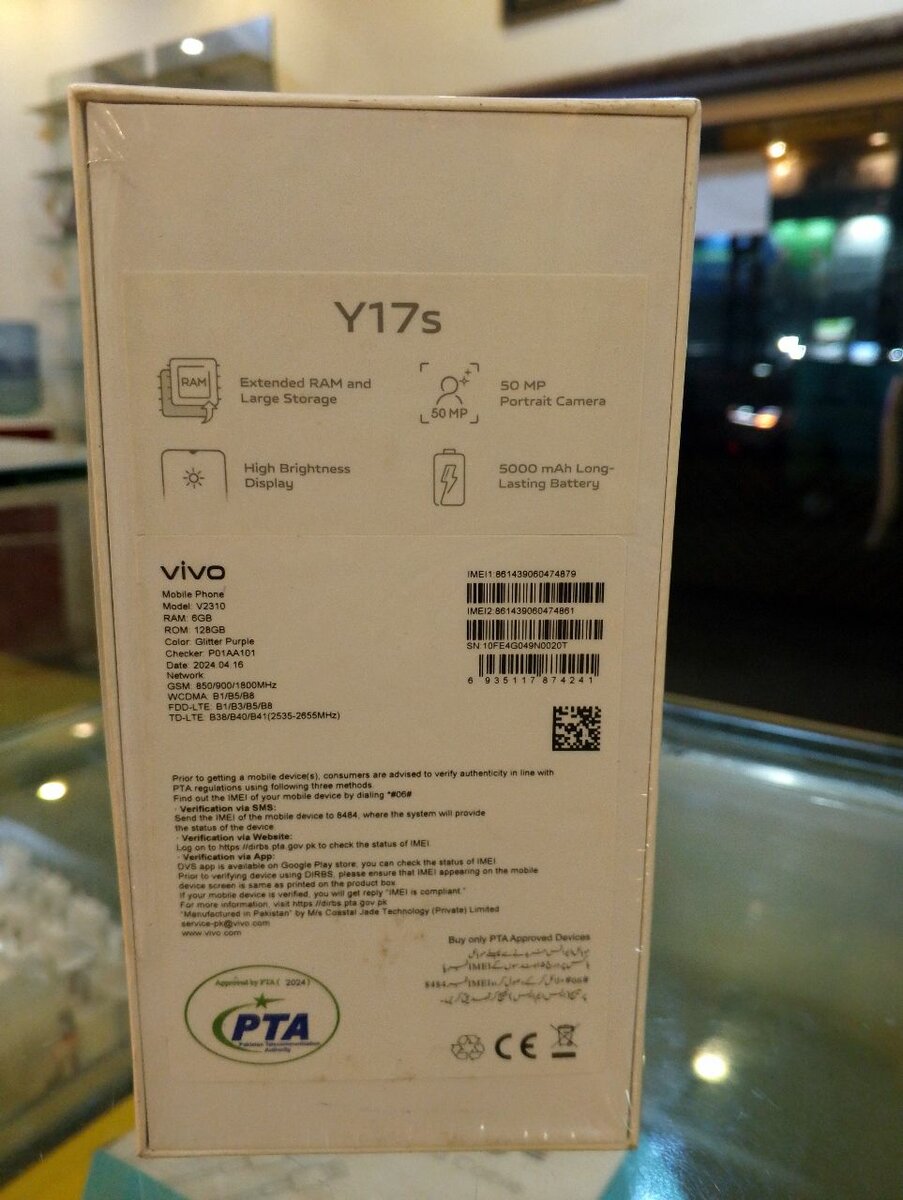 Y17s
RAM
Extended RAM and
Large Storage
50 MP
50 MP
Portrait Camera
High Brightness
Display
5000 mAh Long-
Lasting Battery
vivo
Mobile Phone
Model: V2310
RAM: 6GB
ROM: 128GB
Color: Glitter Purple
Checker: P01AA101
Date: 2024.04.16
Network
GSM: 850/900/1800MHz
WCDMA: B1/B5/B8
FDD-LTE: B1/B3/B5/B8
TD-LTE: B38/B40/B41(2535-2655MHz)
IMEI1:861439060474879
IMEI2:861439060474861
SN:10FE4G049N0020T
6 935117 874241
Prior to getting a mobile device(s), consumers are advised to verify authenticity in line with
PTA regulations using following three methods.
Find out the IMEI of your mobile device by dialing *#06#
· Verification via SMS:
Send the IMEI of the mobile device to 8484, where the system will provide
the status of the device.
· Verification via Website:
Log on to https://dirbs.pta.gov.pk to check the status of IMEI.
· Verification via App:
DVS app is available on Google Play store, you can check the status of IMEI.
Prior to verifying device using DIRBS, please ensure that IMEI appearing on the mobile
device screen is same as printed on the product box.
If your mobile device is verified, you will get reply "IMEI is compliant."
For more information, visit https://dirbs.pta.gov.pk
"Manufactured in Pakistan" by M/s Coastal Jade Technology (Private) Limited
service-pk@vivo.com
www.vivo.com
Buy only PTA Approved Devices
IMEI
*#06# IMEI 8484
Approved by PTA ( 2024 )
PTA
Pakistan Telecommunication
Authority
CE